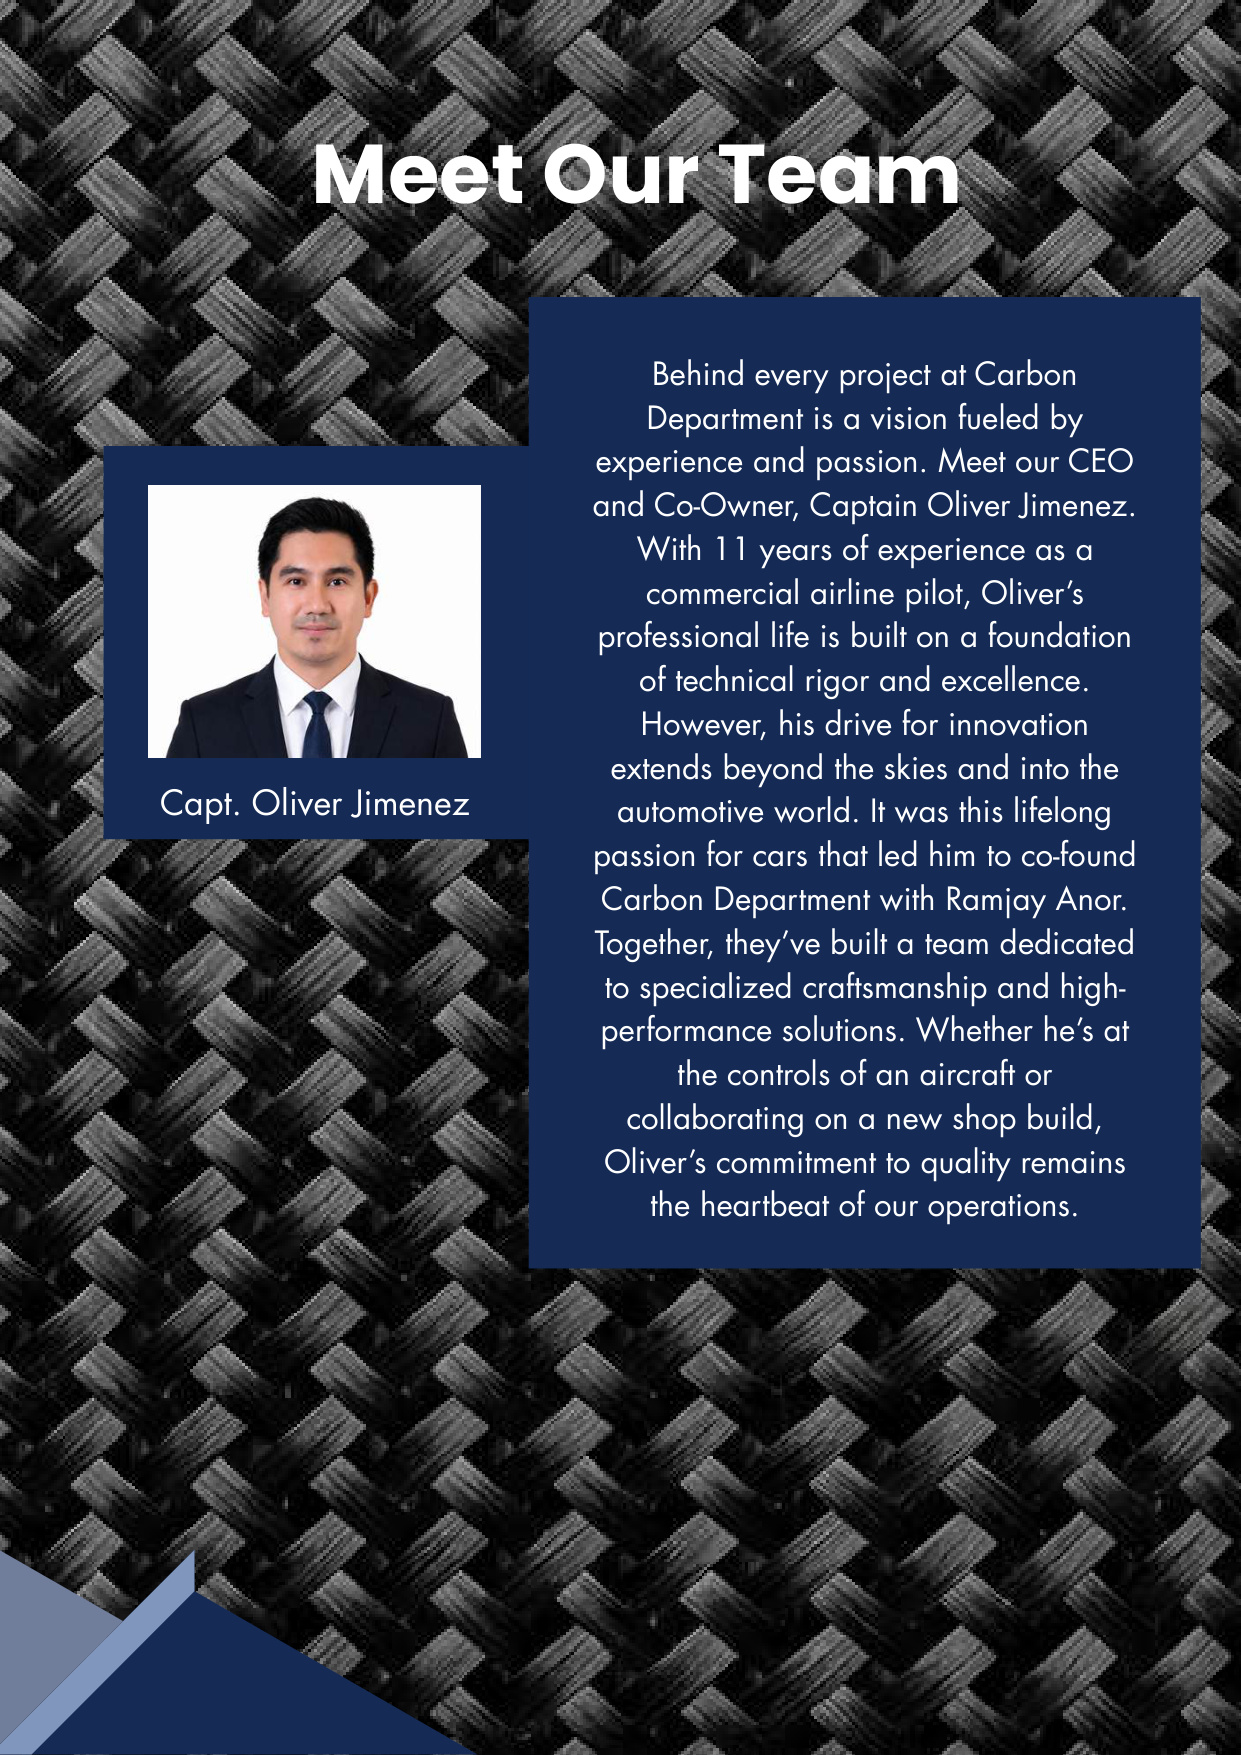 Meet Our Team
Behind every project at Carbon
Department is a vision fueled by
experience and passion. Meet our CEO
and Co-Owner, Captain Oliver Jimenez.
With 11 years of experience as a
commercial airline pilot, Oliver’s
professional life is built on a foundation
of technical rigor and excellence.
However, his drive for innovation
extends beyond the skies and into the
automotive world. It was this lifelong
passion for cars that led him to co-found
Carbon Department with Ramjay Anor.
Together, they’ve built a team dedicated
to specialized craftsmanship and high-
performance solutions. Whether he’s at
the controls of an aircraft or
collaborating on a new shop build,
Oliver’s commitment to quality remains
the heartbeat of our operations.
Capt. Oliver Jimenez